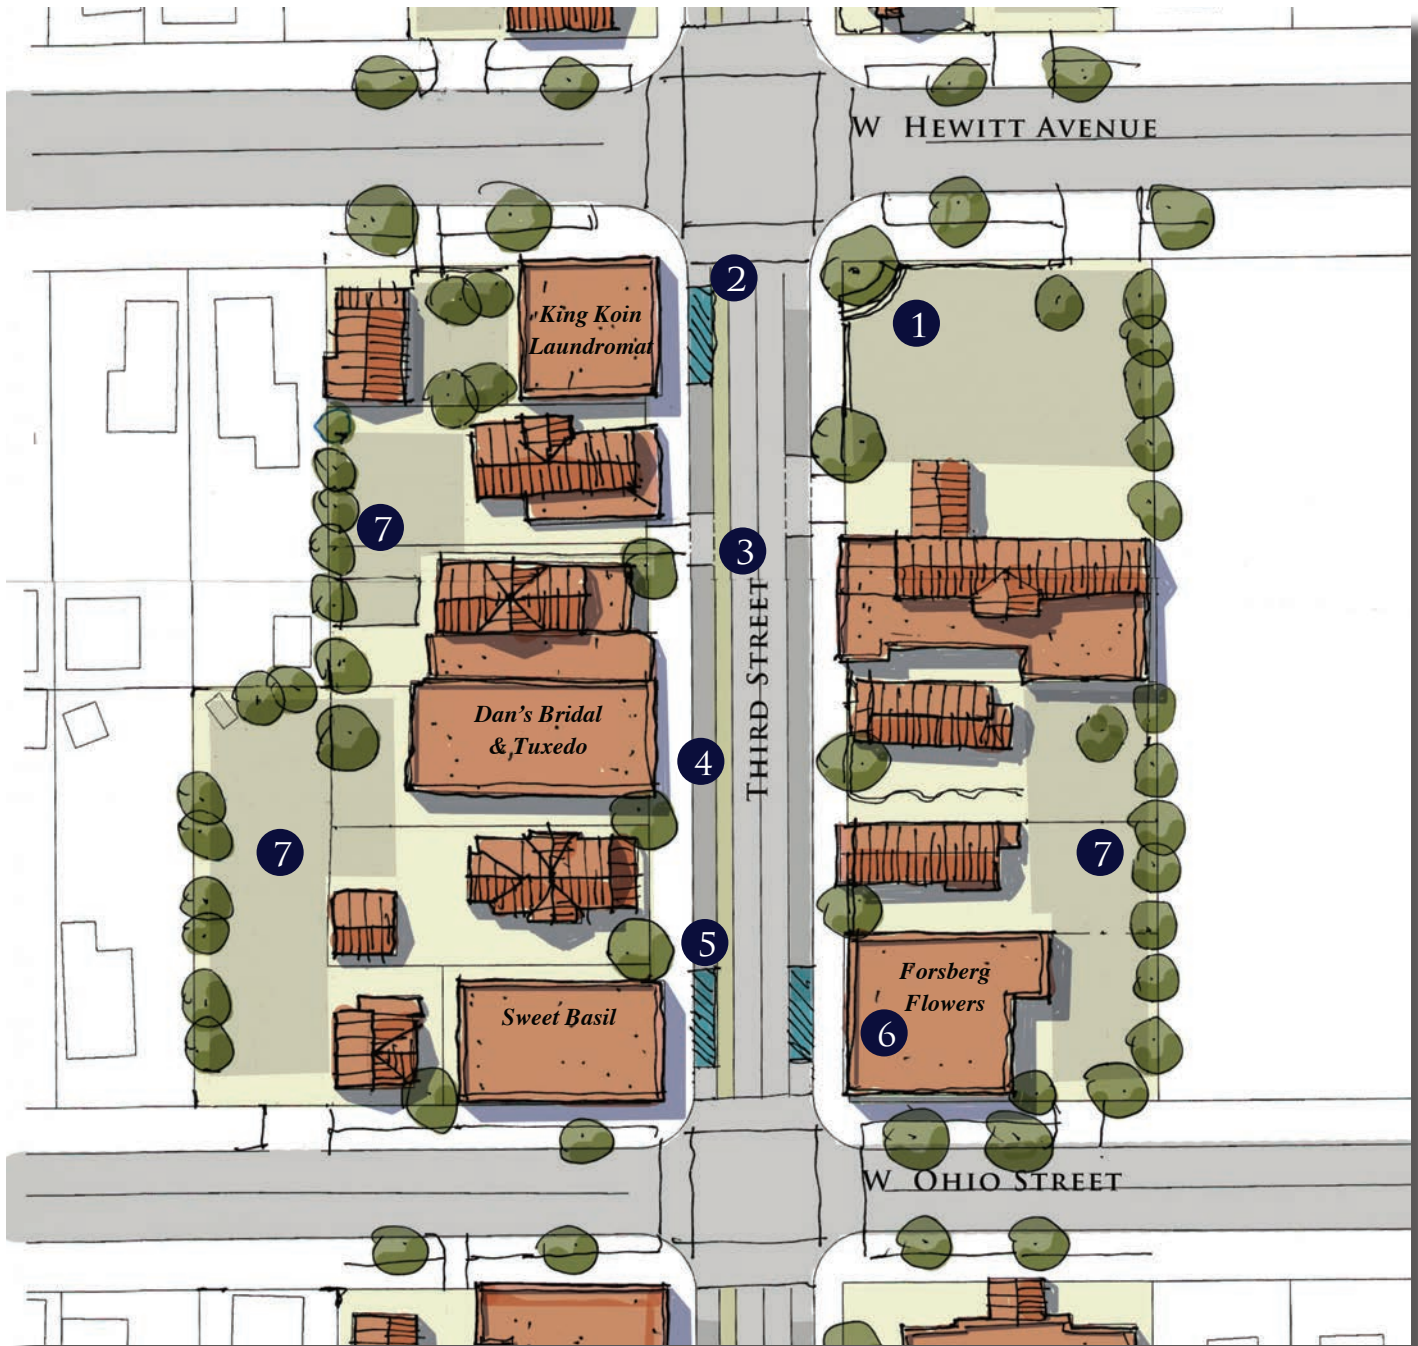 W HEWITT AVENUE
2
King Koin
Laundromat
1
7
3
THIRD STREET
Dan's Bridal
& Tuxedo
4
7
7
5
Forsberg
Flowers
Sweet Basil
6
W OHIO STREET